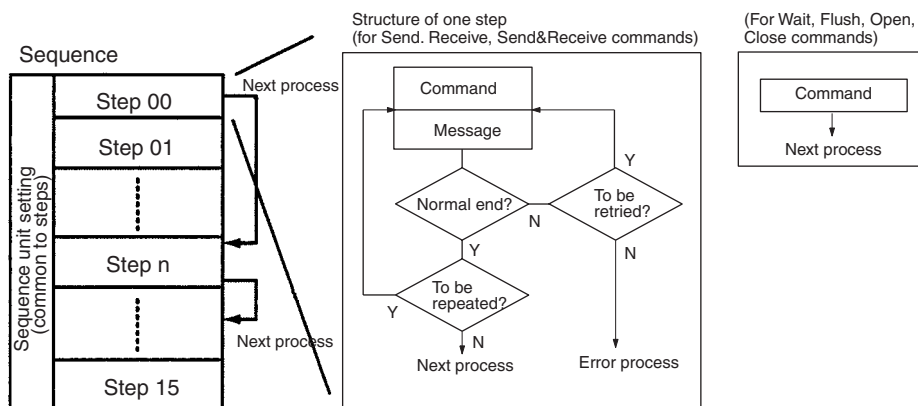 Sequence
Sequence unit setting
(common to steps)
Step 00
Step 01
Step n
Step 15
Next process
Next process
Structure of one step
(for Send. Receive, Send&Receive commands)
Command
Message
Normal end?
N
To be
retried?
Y
Y
N
To be
repeated?
Y
N
Next process
Error process
(For Wait, Flush, Open,
Close commands)
Command
Next process